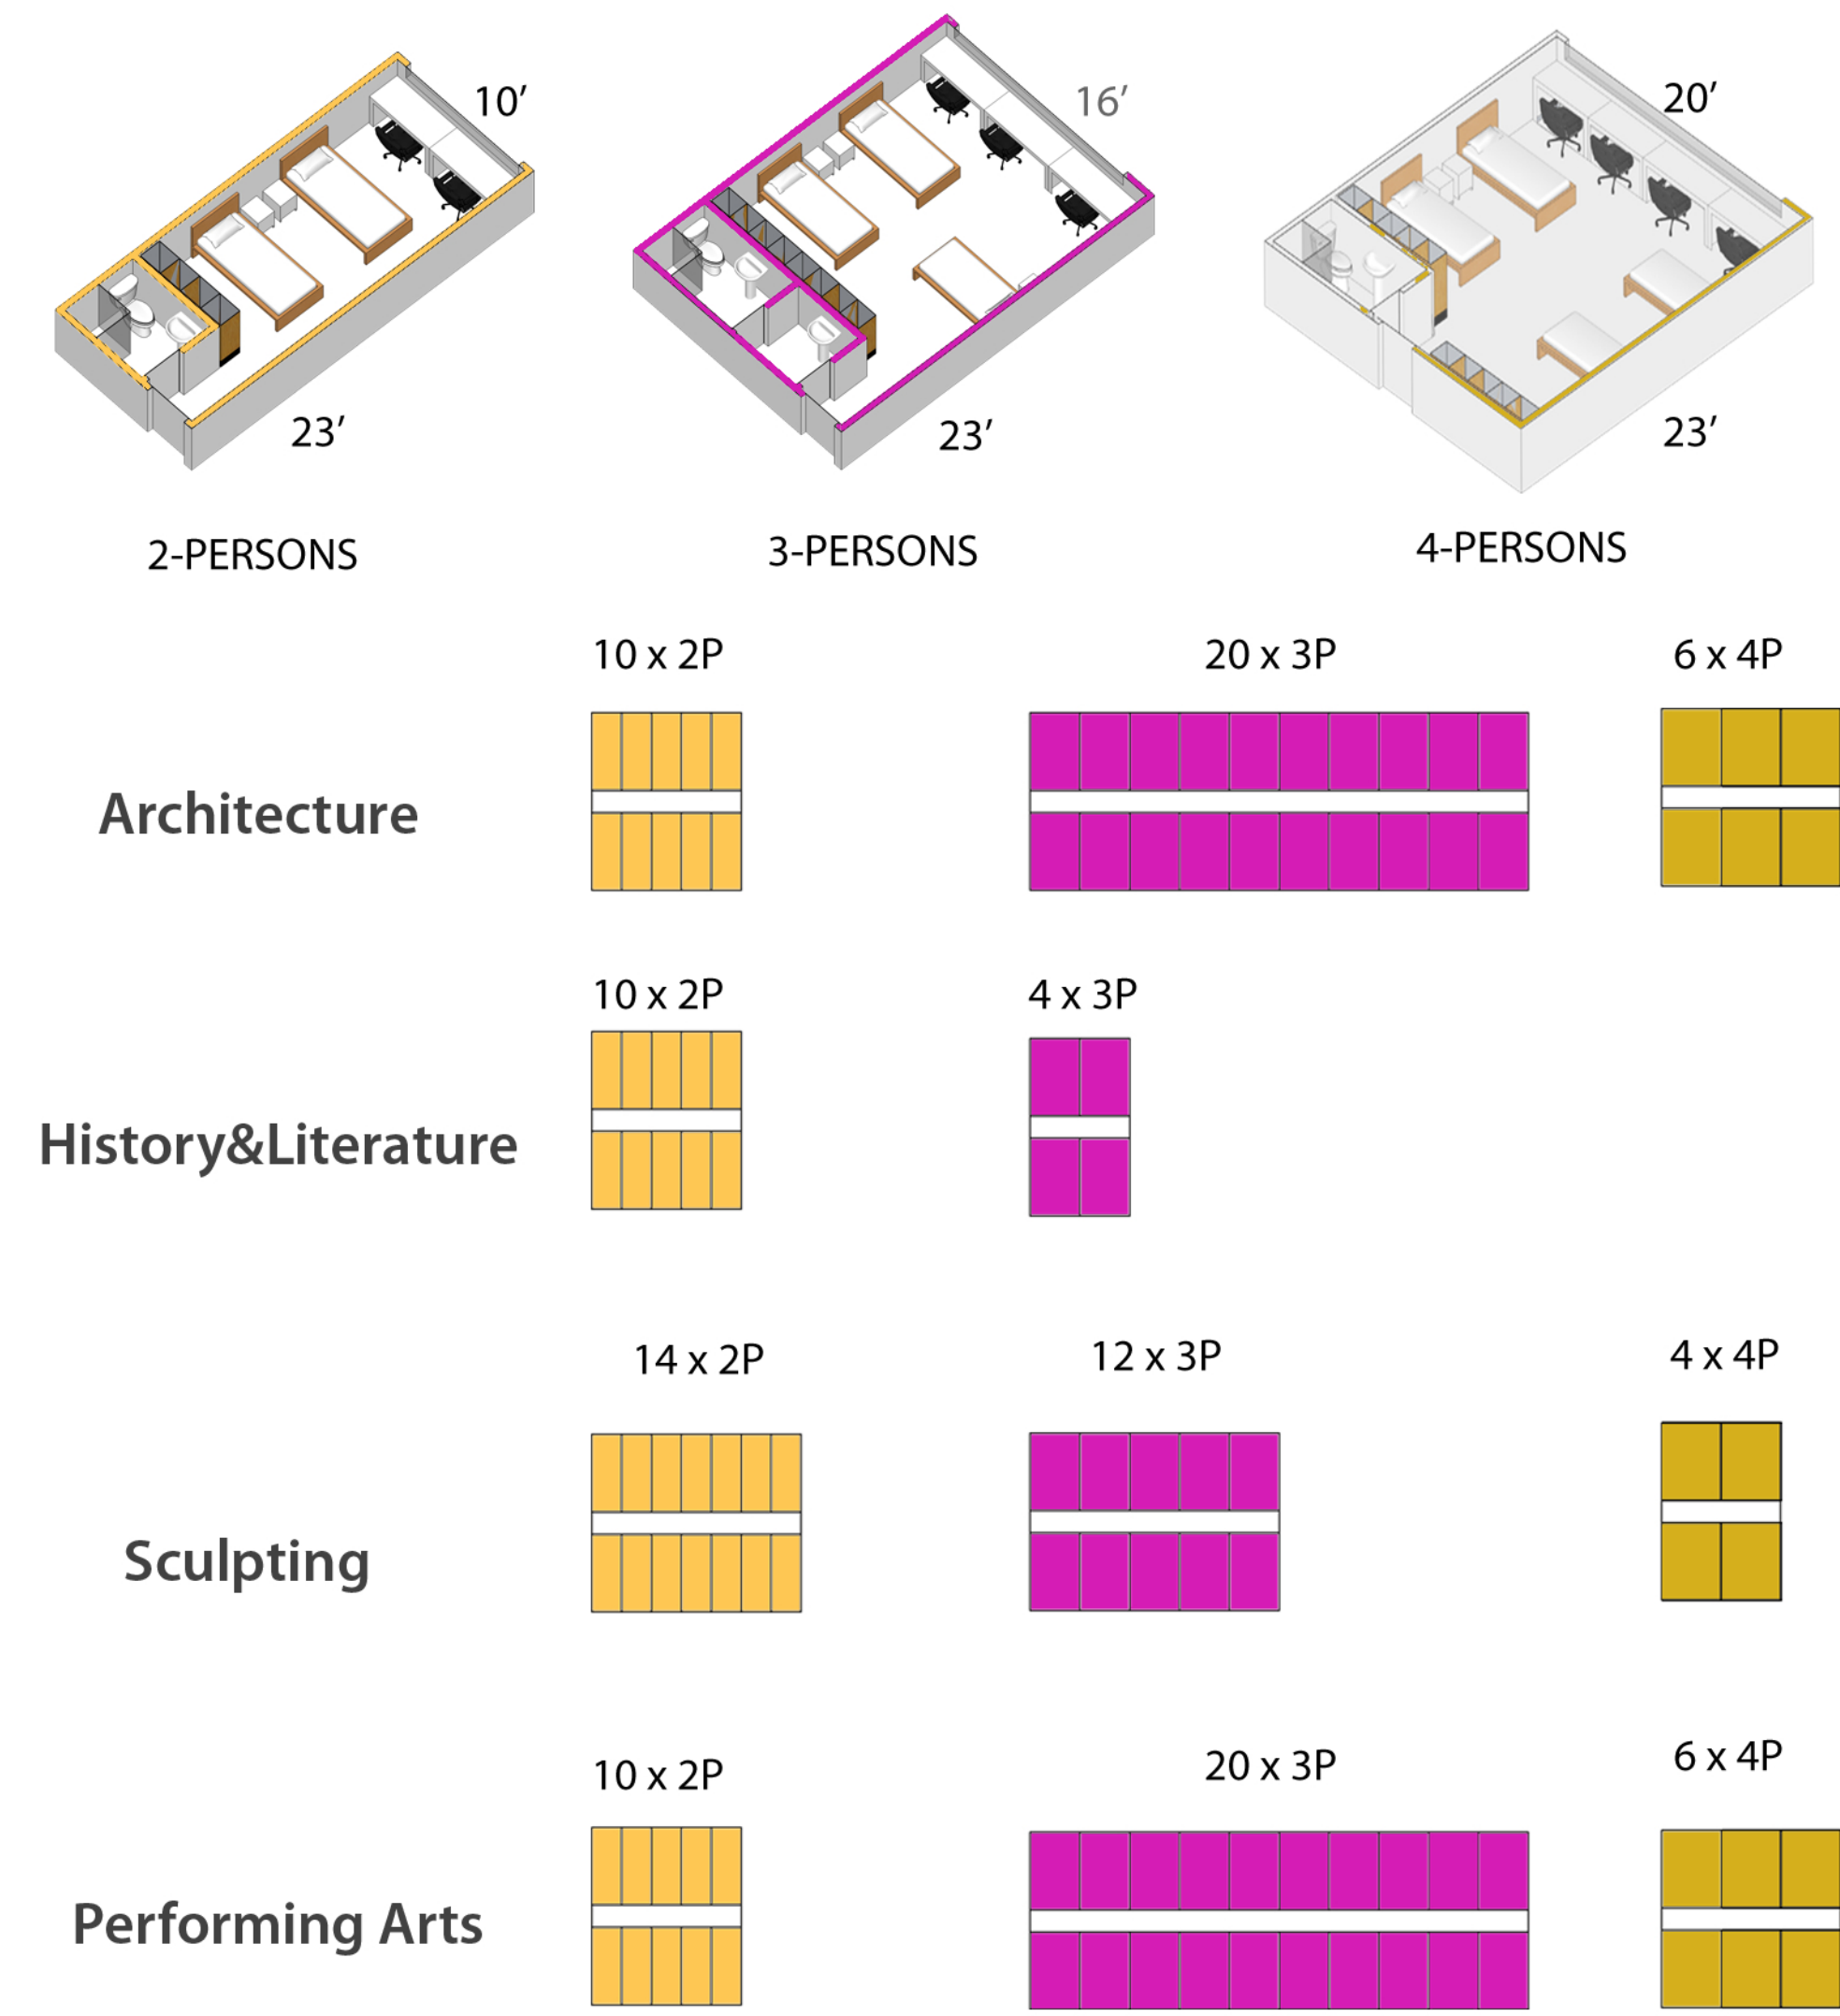 10’
16’
20’
23’
23’
23’
2-PERSONS
3-PERSONS
4-PERSONS
10 x 2P
20 x 3P
6 x 4P
Architecture
10 x 2P
4 x 3P
History&Literature
14 x 2P
12 x 3P
4 x 4P
Sculpting
10 x 2P
20 x 3P
6 x 4P
Performing Arts